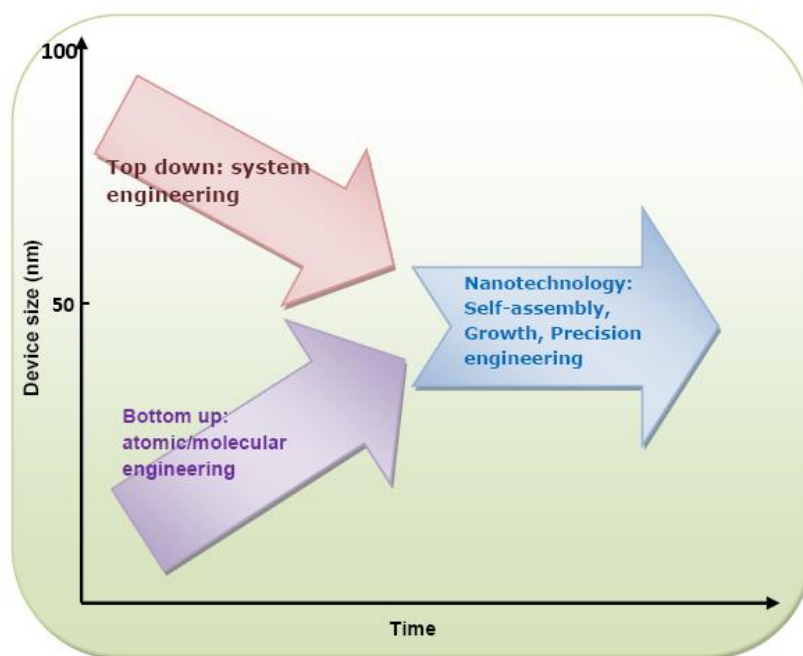 100
Top down: system
engineering
Device size (nm)
50
Nanotechnology:
Self-assembly,
Growth, Precision
engineering
Bottom up:
atomic/molecular
engineering
Time